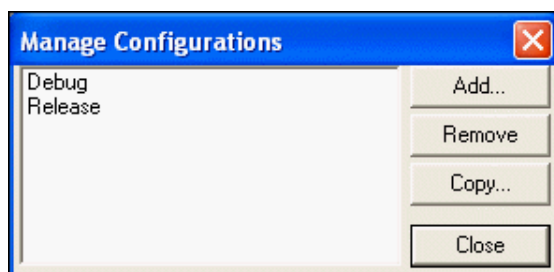 Manage Configurations
Debug
Release
Add...
Remove
Copy...
Close